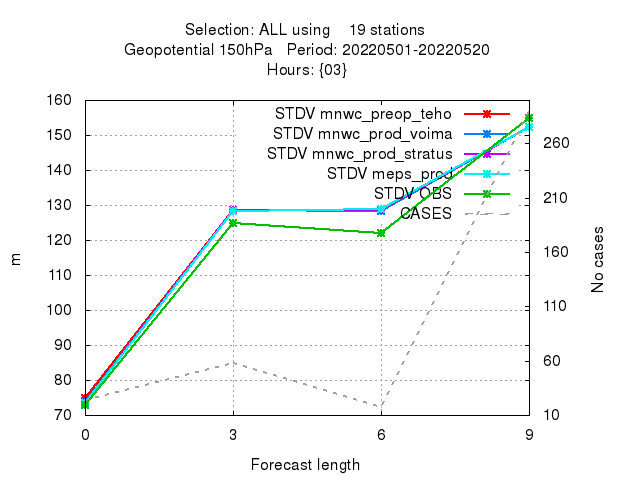 Selection: ALL using 19 stations
Geopotential 150hPa Period: 20220501-20220520
Hours: {03}
160
150
140
130
120
110
100
90
80
70
m
STDV mnwc_preop_teho
STDV mnwc_prod_voima
STDV mnwc_prod_stratus
STDV meps_prod
STDV OBS
CASES
260
210
160
110
60
10
No cases
0 3 6 9
Forecast length